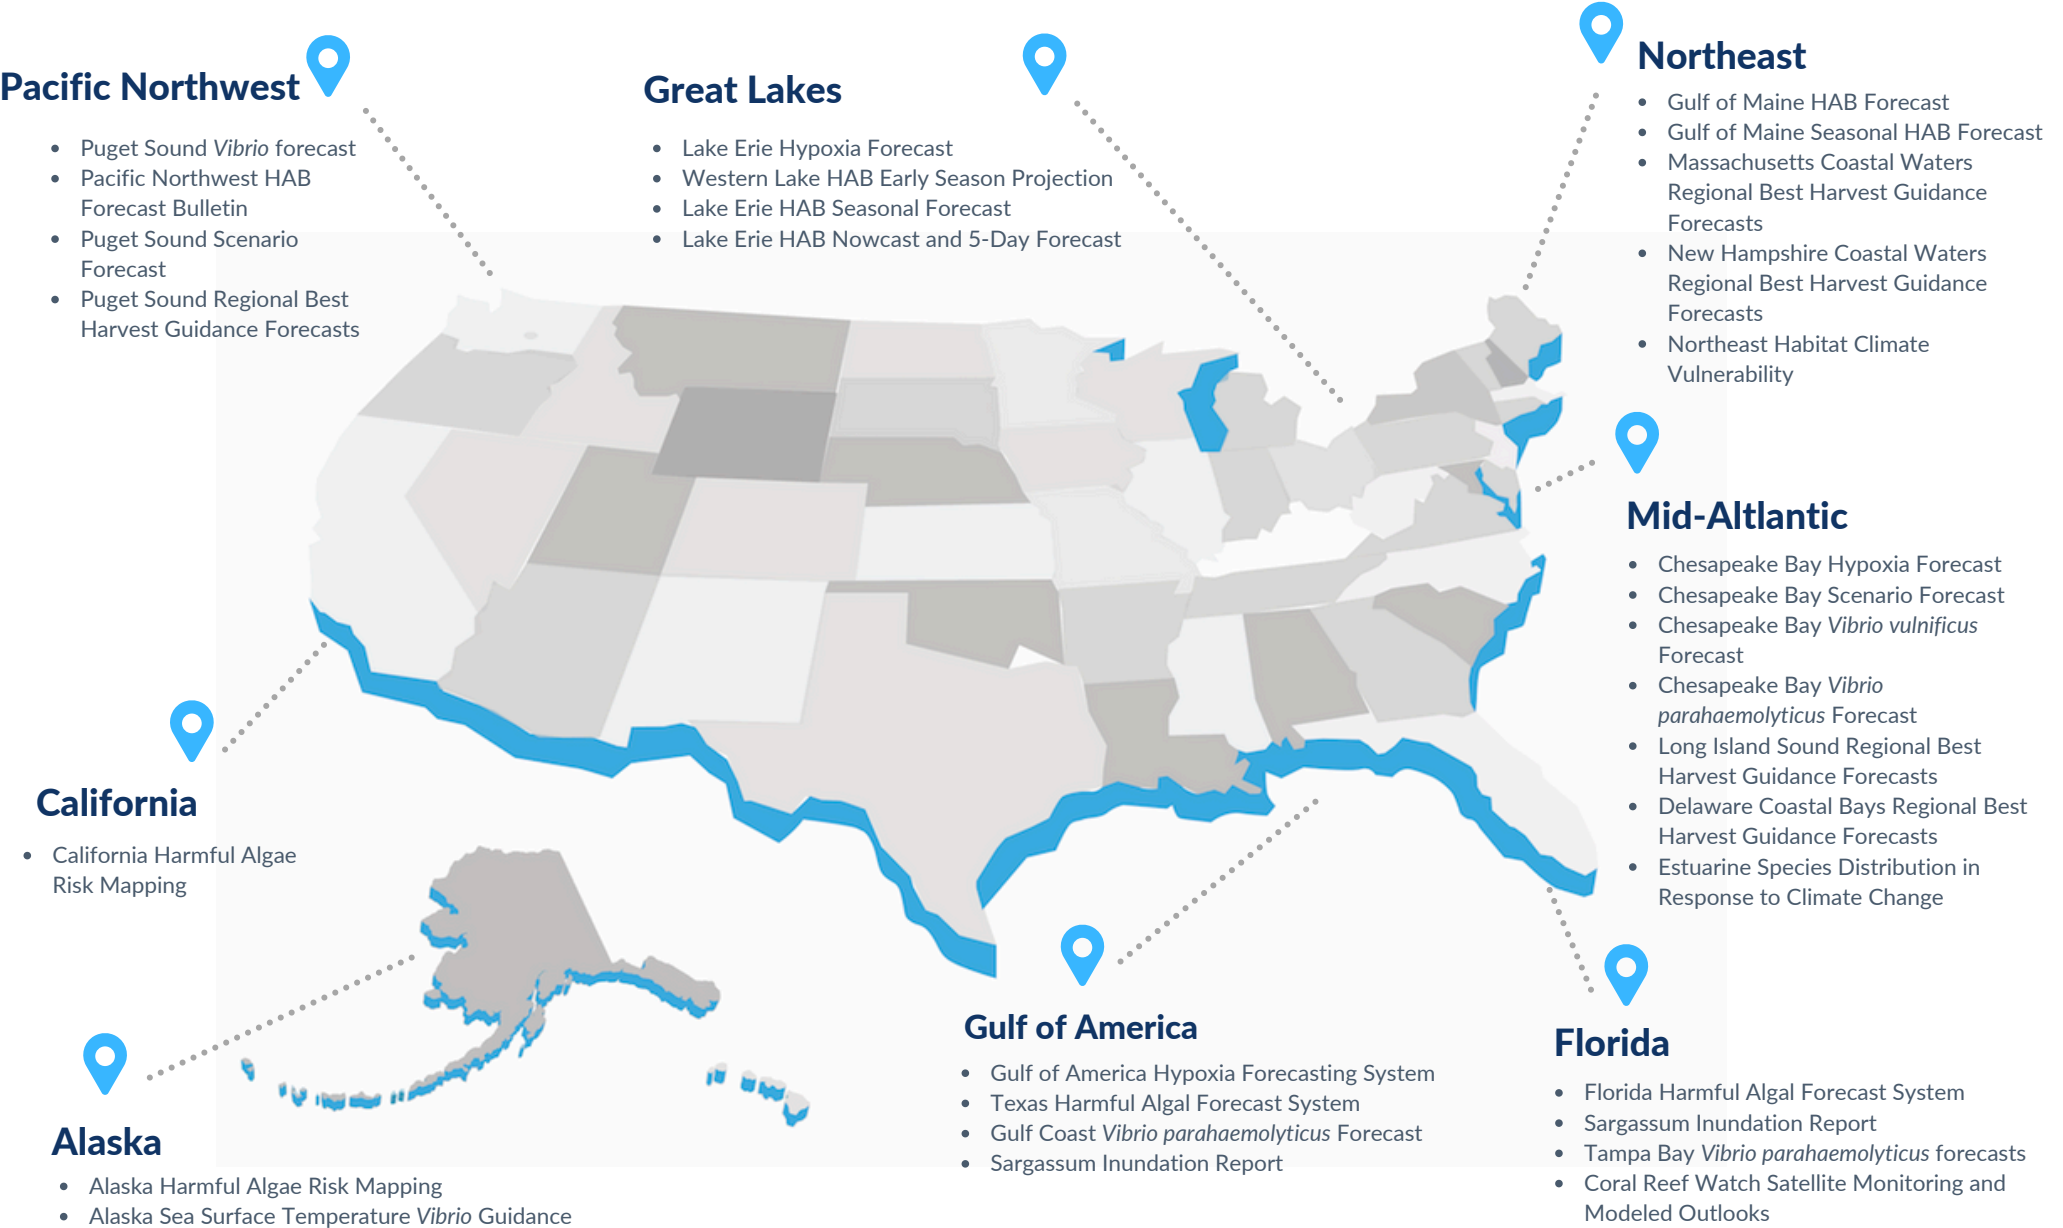 Pacific Northwest
• Puget Sound Vibrio forecast
• Pacific Northwest HAB
Forecast Bulletin
• Puget Sound Scenario
Forecast
• Puget Sound Regional Best
Harvest Guidance Forecasts
Great Lakes
• Lake Erie Hypoxia Forecast
• Western Lake HAB Early Season Projection
• Lake Erie HAB Seasonal Forecast
• Lake Erie HAB Nowcast and 5-Day Forecast
Northeast
• Gulf of Maine HAB Forecast
• Gulf of Maine Seasonal HAB Forecast
• Massachusetts Coastal Waters
Regional Best Harvest Guidance
Forecasts
• New Hampshire Coastal Waters
Regional Best Harvest Guidance
Forecasts
• Northeast Habitat Climate
Vulnerability
Mid-Altlantic
• Chesapeake Bay Hypoxia Forecast
• Chesapeake Bay Scenario Forecast
• Chesapeake Bay Vibrio vulnificus
Forecast
• Chesapeake Bay Vibrio
parahaemolyticus Forecast
• Long Island Sound Regional Best
Harvest Guidance Forecasts
• Delaware Coastal Bays Regional Best
Harvest Guidance Forecasts
• Estuarine Species Distribution in
Response to Climate Change
California
• California Harmful Algae
Risk Mapping
Alaska
• Alaska Harmful Algae Risk Mapping
• Alaska Sea Surface Temperature Vibrio Guidance
Gulf of America
• Gulf of America Hypoxia Forecasting System
• Texas Harmful Algal Forecast System
• Gulf Coast Vibrio parahaemolyticus Forecast
• Sargassum Inundation Report
Florida
• Florida Harmful Algal Forecast System
• Sargassum Inundation Report
• Tampa Bay Vibrio parahaemolyticus forecasts
• Coral Reef Watch Satellite Monitoring and
Modeled Outlooks